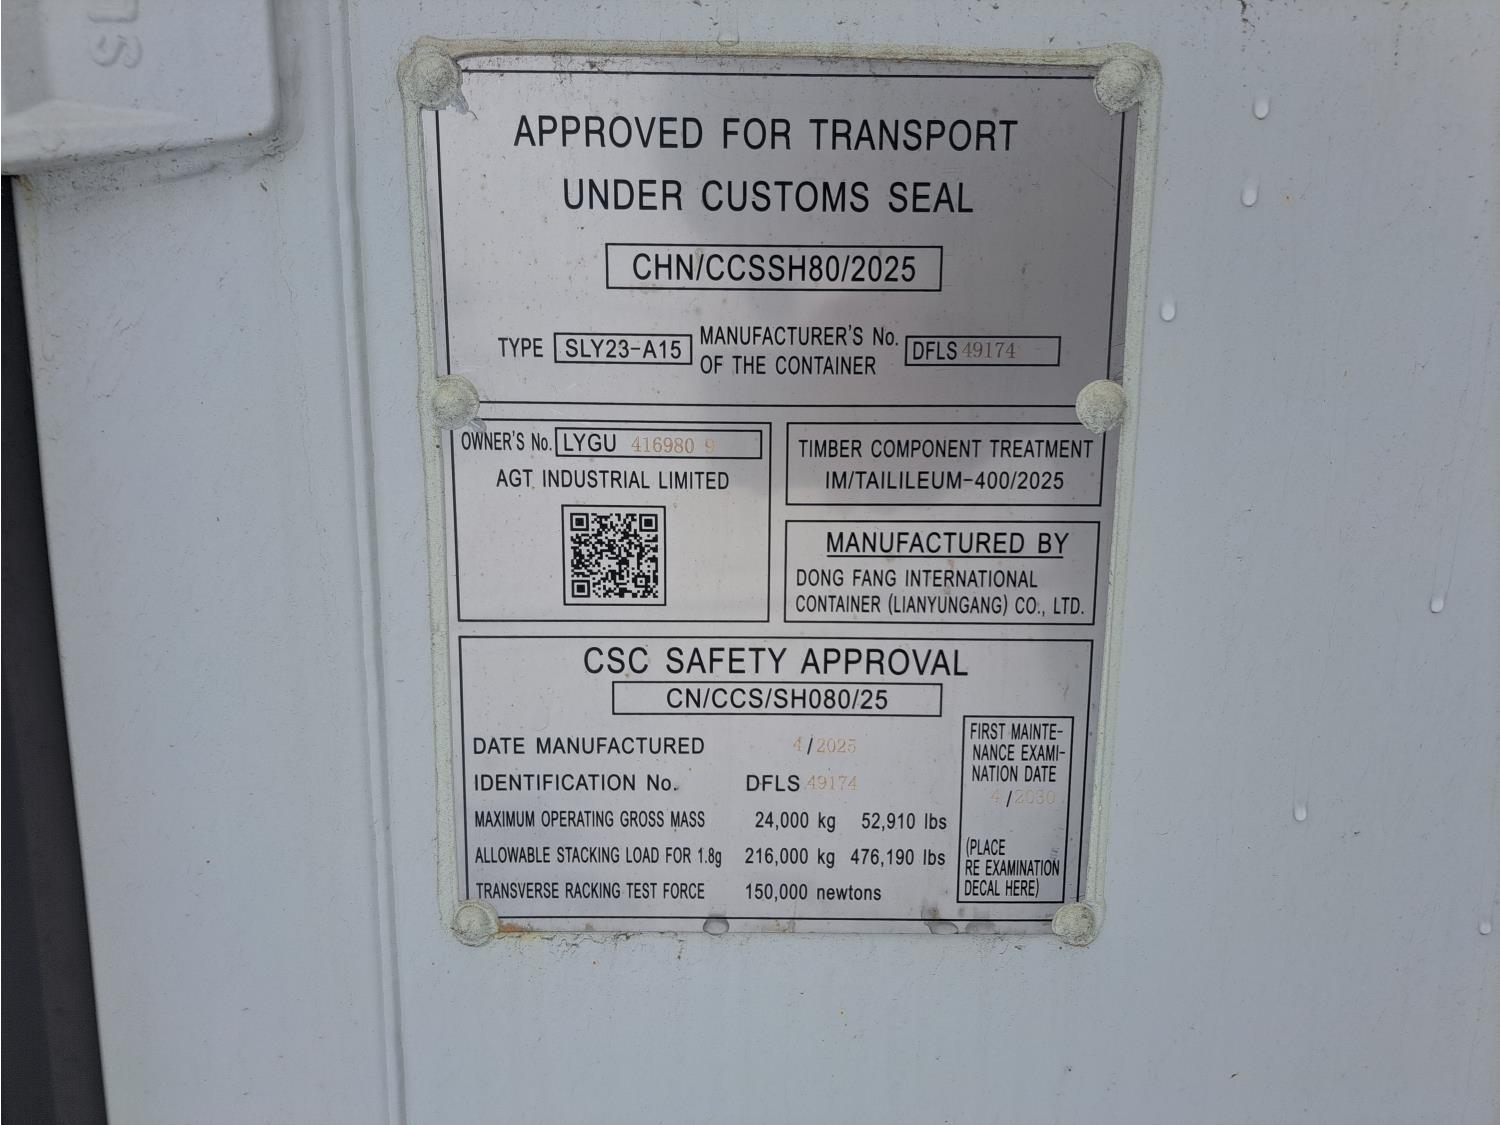 APPROVED FOR TRANSPORT
UNDER CUSTOMS SEAL
CHN/CCSSH80/2025
TYPE SLY23-A15 MANUFACTURER'S No. OF THE CONTAINER DFLS 49174
OWNER'S No. LYGU 416980 9
AGT INDUSTRIAL LIMITED
TIMBER COMPONENT TREATMENT
IM/TAILILEUM-400/2025
MANUFACTURED BY
DONG FANG INTERNATIONAL
CONTAINER (LIANYUNGANG) CO., LTD.
CSC SAFETY APPROVAL
CN/CCS/SH080/25
DATE MANUFACTURED 4/2025
IDENTIFICATION No. DFLS 49174
MAXIMUM OPERATING GROSS MASS 24,000 kg 52,910 lbs
ALLOWABLE STACKING LOAD FOR 1.8g 216,000 kg 476,190 lbs
TRANSVERSE RACKING TEST FORCE 150,000 newtons
FIRST MAINTE-
NANCE EXAMI-
NATION DATE
4/2030
(PLACE
RE EXAMINATION
DECAL HERE)